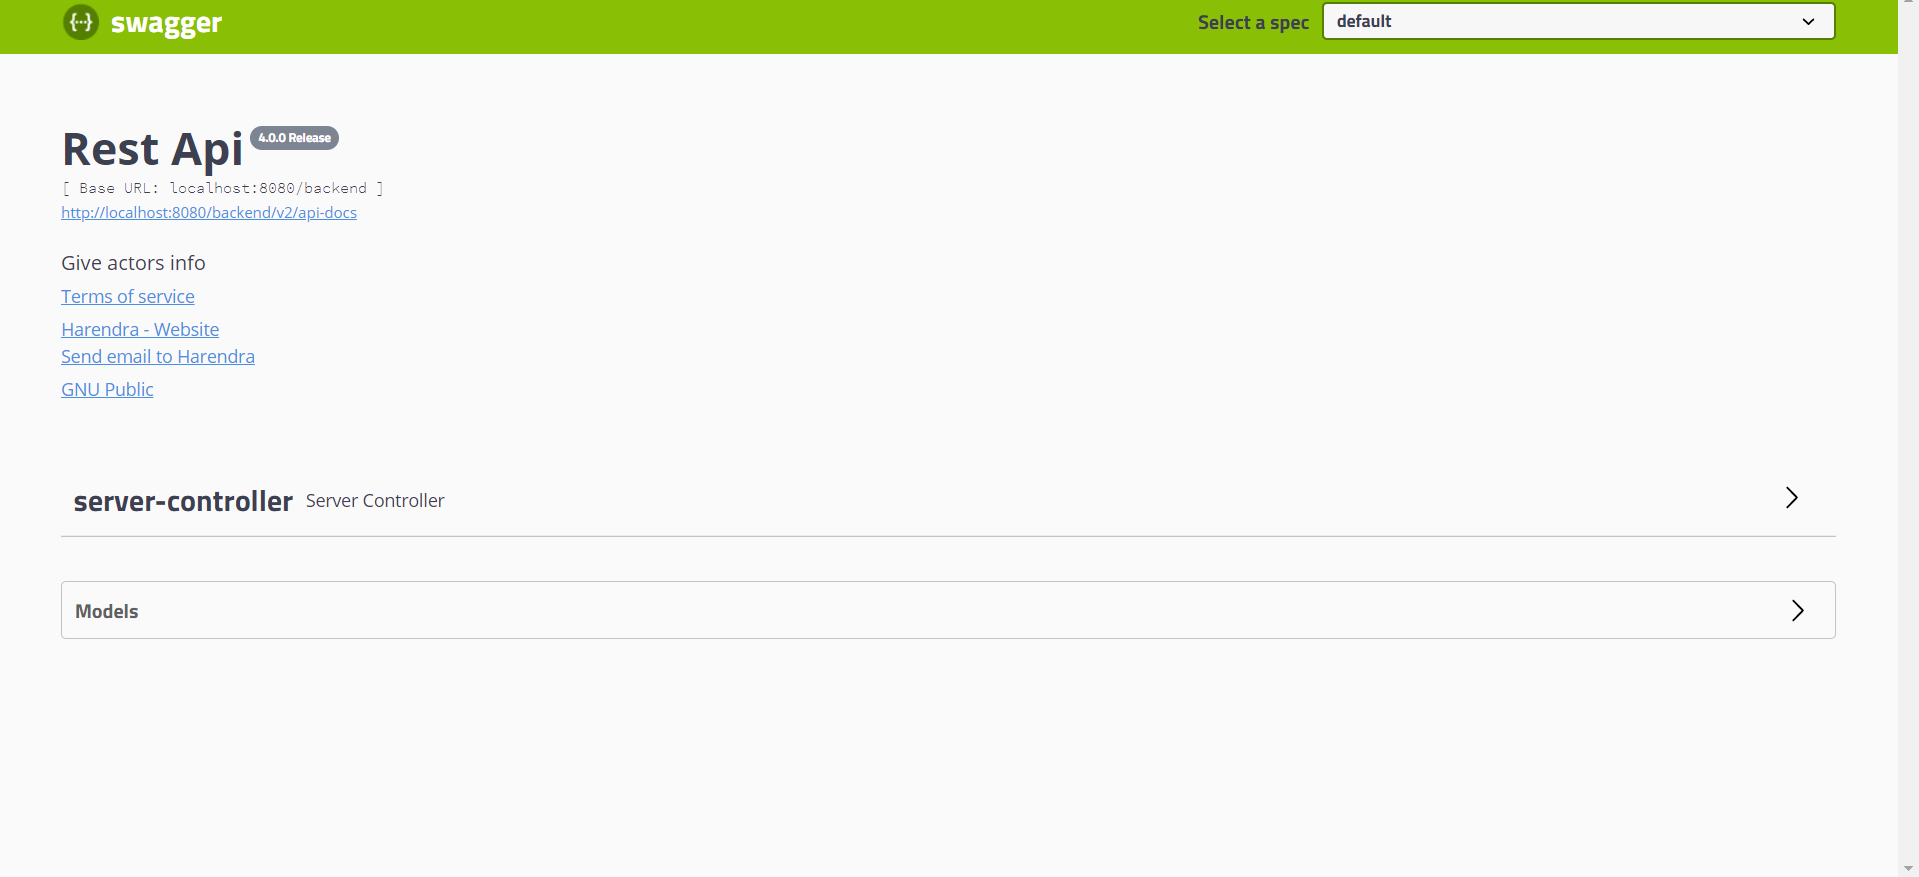 {···} swagger
Select a spec default
Rest Api 4.0.0 Release
[ Base URL: localhost:8080/backend ]
http://localhost:8080/backend/v2/api-docs
Give actors info
Terms of service
Harendra - Website
Send email to Harendra
GNU Public
server-controller Server Controller
Models